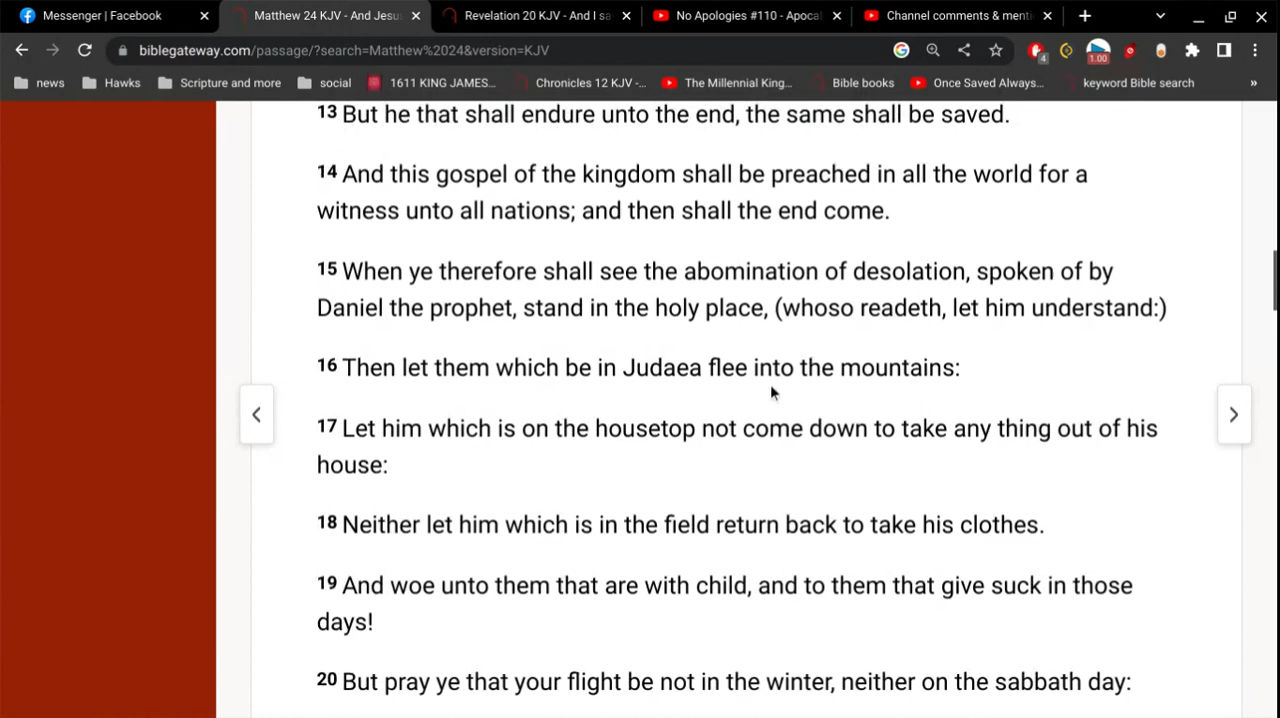 Messenger | Facebook
Matthew 24 KJV - And Jesus
Revelation 20 KJV - And I sa
No Apologies #110 - Apocal
Channel comments & menti
biblegateway.com/passage/?search=Matthew%2024&version=KJV
4
1.00
news
Hawks
Scripture and more
social
1611 KING JAMES...
Chronicles 12 KJV -...
The Millennial King...
Bible books
Once Saved Always...
keyword Bible search
»
13 But he that shall endure unto the end, the same shall be saved.
14 And this gospel of the kingdom shall be preached in all the world for a
witness unto all nations; and then shall the end come.
15 When ye therefore shall see the abomination of desolation, spoken of by
Daniel the prophet, stand in the holy place, (whoso readeth, let him understand:)
16 Then let them which be in Judaea flee into the mountains:
17 Let him which is on the housetop not come down to take any thing out of his
house:
18 Neither let him which is in the field return back to take his clothes.
19 And woe unto them that are with child, and to them that give suck in those
days!
20 But pray ye that your flight be not in the winter, neither on the sabbath day: